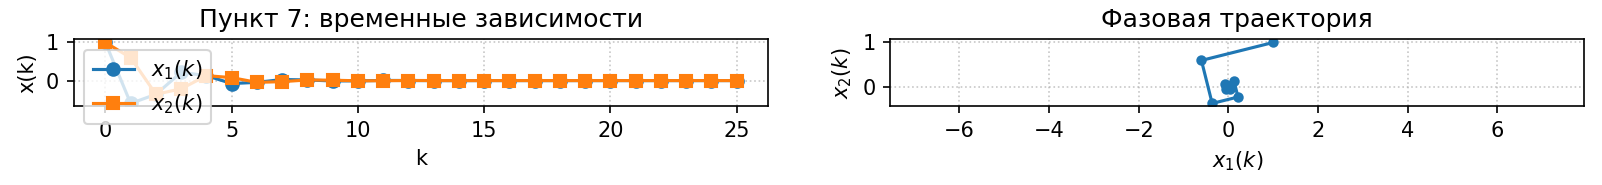 Пункт 7: временные зависимости
x(k)
1
0
x₁(k)
x₂(k)
0 5 10 15 20 25
k
Фазовая траектория
x₂(k)
1
0
−6 −4 −2 0 2 4 6
x₁(k)